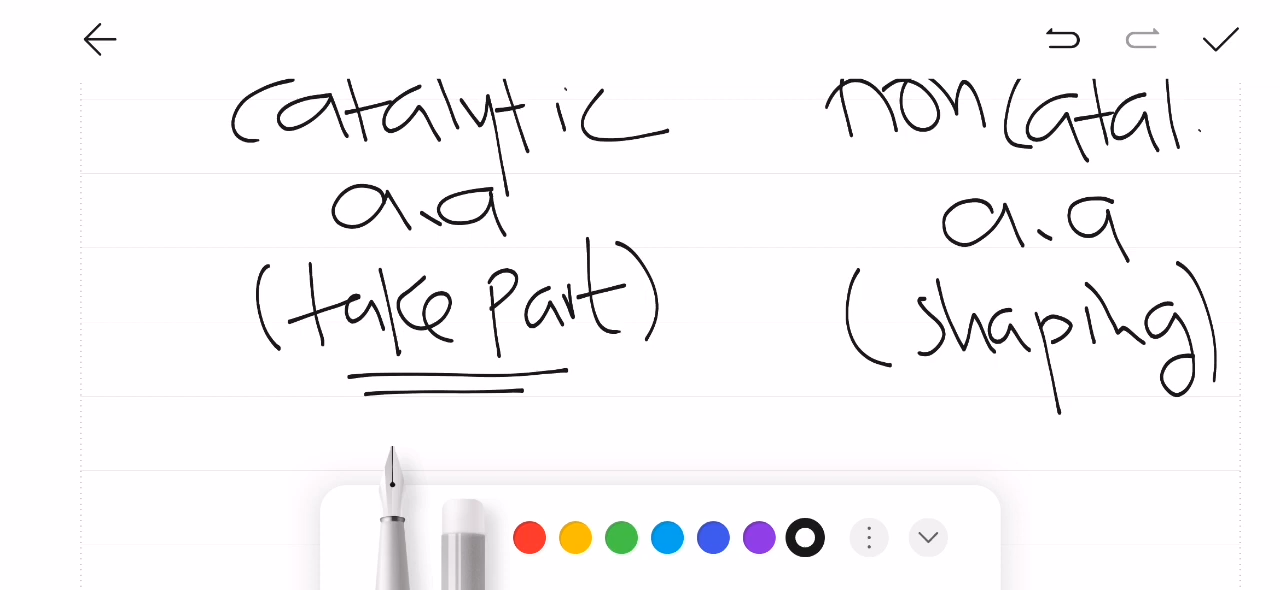 catalytic noncatal.
a.a a.a
(take part) (shaping)